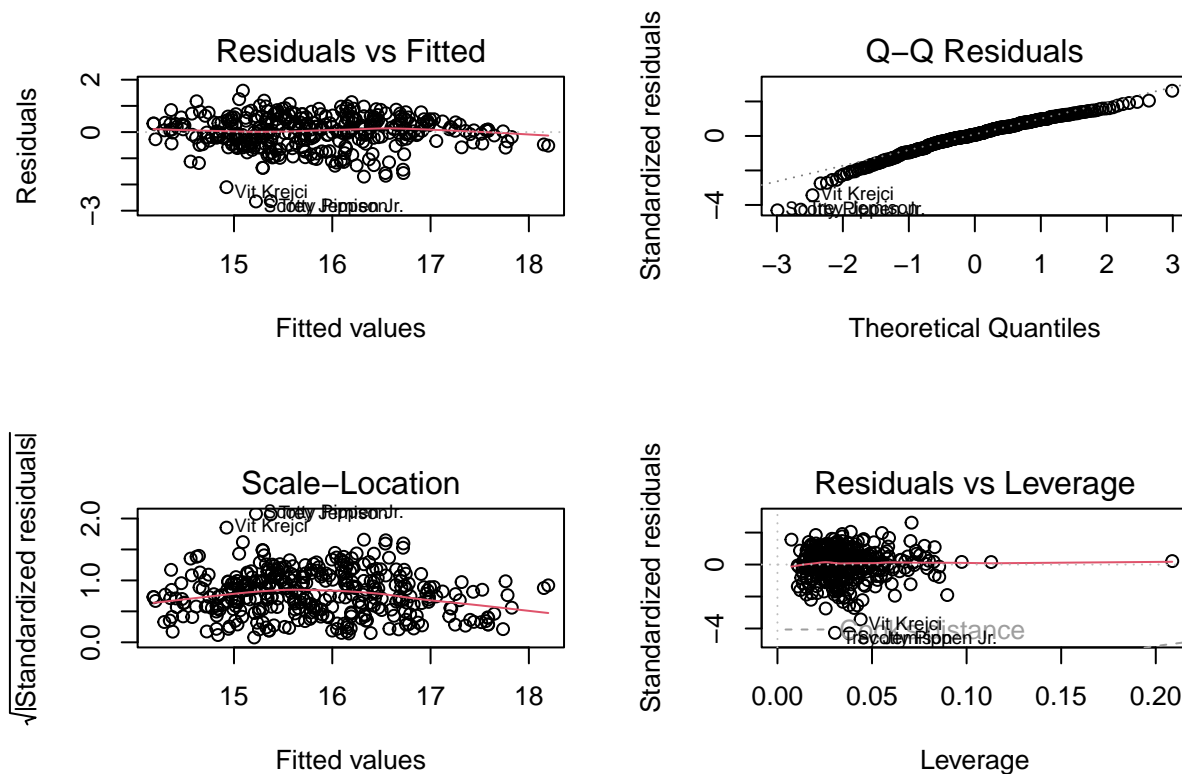 Residuals vs Fitted
Residuals
2
0
−3
Vit Krejci
15 16 17 18
Fitted values
Q−Q Residuals
Standardized residuals
0
−4
Vit Krejci
−3 −2 −1 0 1 2 3
Theoretical Quantiles
Scale−Location
√|Standardized residuals|
2.0
1.0
0.0
Vit Krejci
15 16 17 18
Fitted values
Residuals vs Leverage
Standardized residuals
0
−4
Vit Krejci
0.00 0.05 0.10 0.15 0.20
Leverage